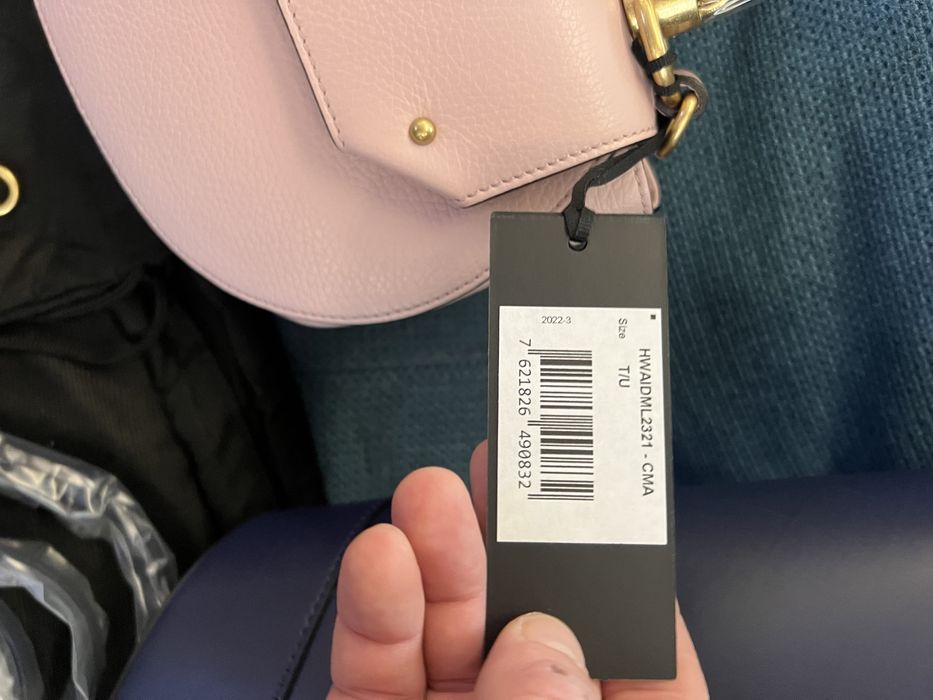 HWAIDML2321 - CMA
Size T/U
2022-3
7 621826 490832